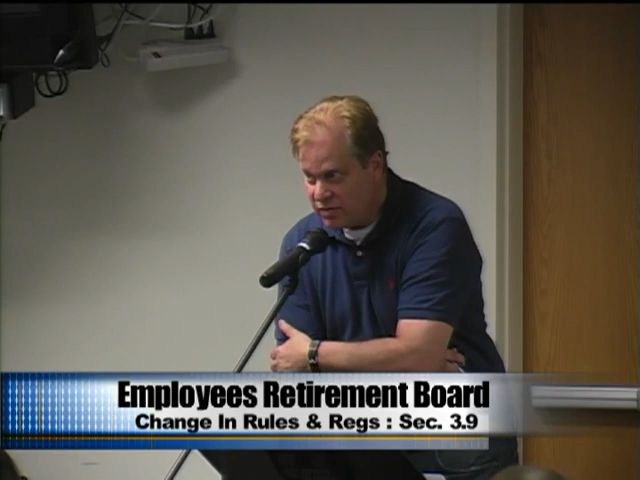 Employees Retirement Board
Change In Rules & Regs : Sec. 3.9